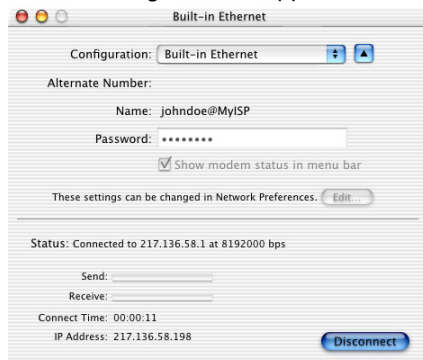 Built-in Ethernet
Configuration: Built-in Ethernet
Alternate Number:
Name: johndoe@MyISP
Password: ••••••••
Show modem status in menu bar
These settings can be changed in Network Preferences. Edit...
Status: Connected to 217.136.58.1 at 8192000 bps
Send:
Receive:
Connect Time: 00:00:11
IP Address: 217.136.58.198
Disconnect